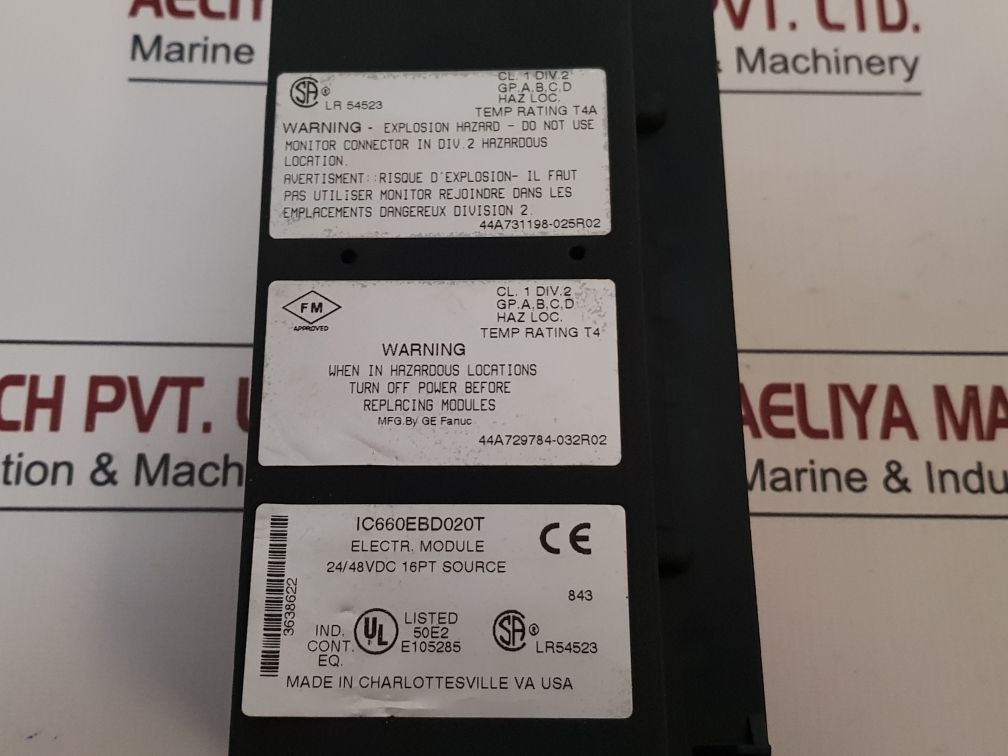 PVT. LTD.
Marine
& Machinery
SA ®
LR 54523
CL. 1 DIV.2
GP.A,B,C,D
HAZ LOC.
TEMP RATING T4A
WARNING - EXPLOSION HAZARD - DO NOT USE
MONITOR CONNECTOR IN DIV.2 HAZARDOUS
LOCATION.
AVERTISMENT::RISQUE D'EXPLOSION- IL FAUT
PAS UTILISER MONITOR REJOINDRE DANS LES
EMPLACEMENTS DANGEREUX DIVISION 2.
44A731198-025R02
FM
APPROVED
CL. 1 DIV.2
GP.A,B,C,D
HAZ LOC.
TEMP RATING T4
WARNING
WHEN IN HAZARDOUS LOCATIONS
TURN OFF POWER BEFORE
REPLACING MODULES
MFG.By GE Fanuc
44A729784-032R02
CH PVT.
AELIYA MA
tion & Mach
Marine & Indu
IC660EBD020T
ELECTR. MODULE
24/48VDC 16PT SOURCE
CE
843
3638622
IND.
CONT.
EQ.
UL
LISTED
50E2
E105285
SA ®
LR54523
MADE IN CHARLOTTESVILLE VA USA